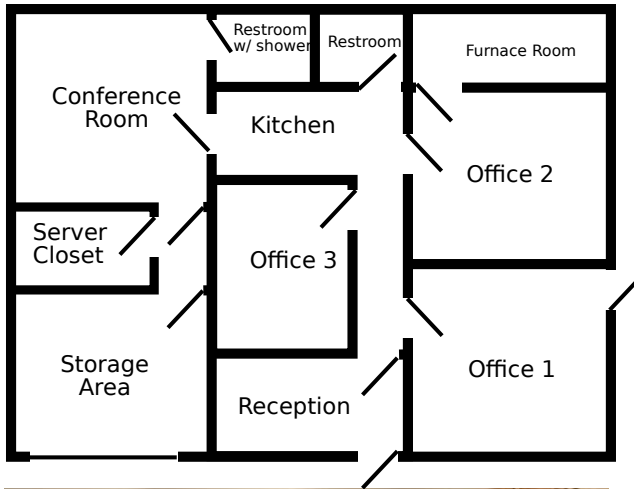 Restroom
w/ shower
Restroom
Furnace Room
Conference
Room
Kitchen
Office 2
Server
Closet
Office 3
Storage
Area
Office 1
Reception